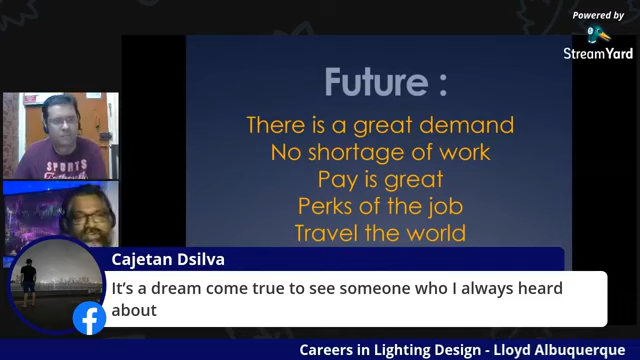 Powered by
StreamYard
Future :
There is a great demand
No shortage of work
Pay is great
Perks of the job
Travel the world
SPORTS
Cajetan Dsilva
It's a dream come true to see someone who I always heard
about
Careers in Lighting Design - Lloyd Albuquerque